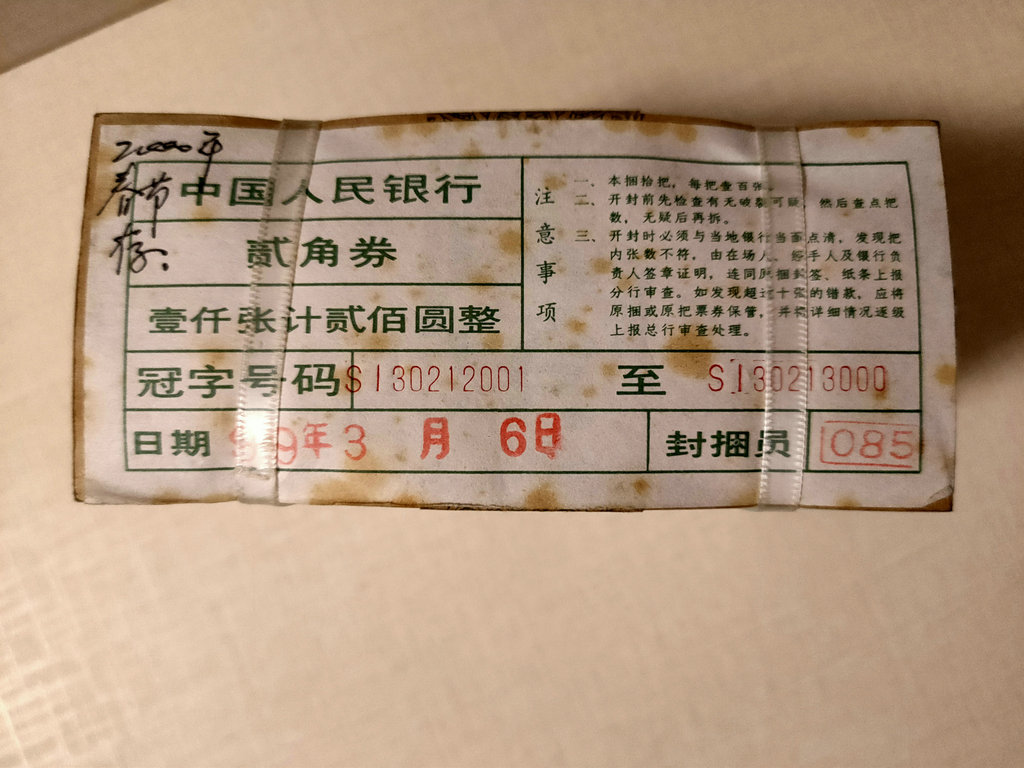 2000年
春节
存:
中国人民银行
贰角券
壹仟张计贰佰圆整
注意事项
一、本捆拾把，每把壹百张。
二、开封前先检查有无破裂可疑，然后查点把
数，无疑后再拆。
三、开封时必须与当地银行当面点清，发现把
内张数不符，由在场人、经手人及银行负
责人签章证明，连同原捆封签、纸条上报
分行审查。如发现超过十张的错款，应将
原捆或原把票券保管，并将详细情况逐级
上报总行审查处理。
冠字号码 SI30212001 至 SI30213000
日期 99年3月6日 封捆员 085